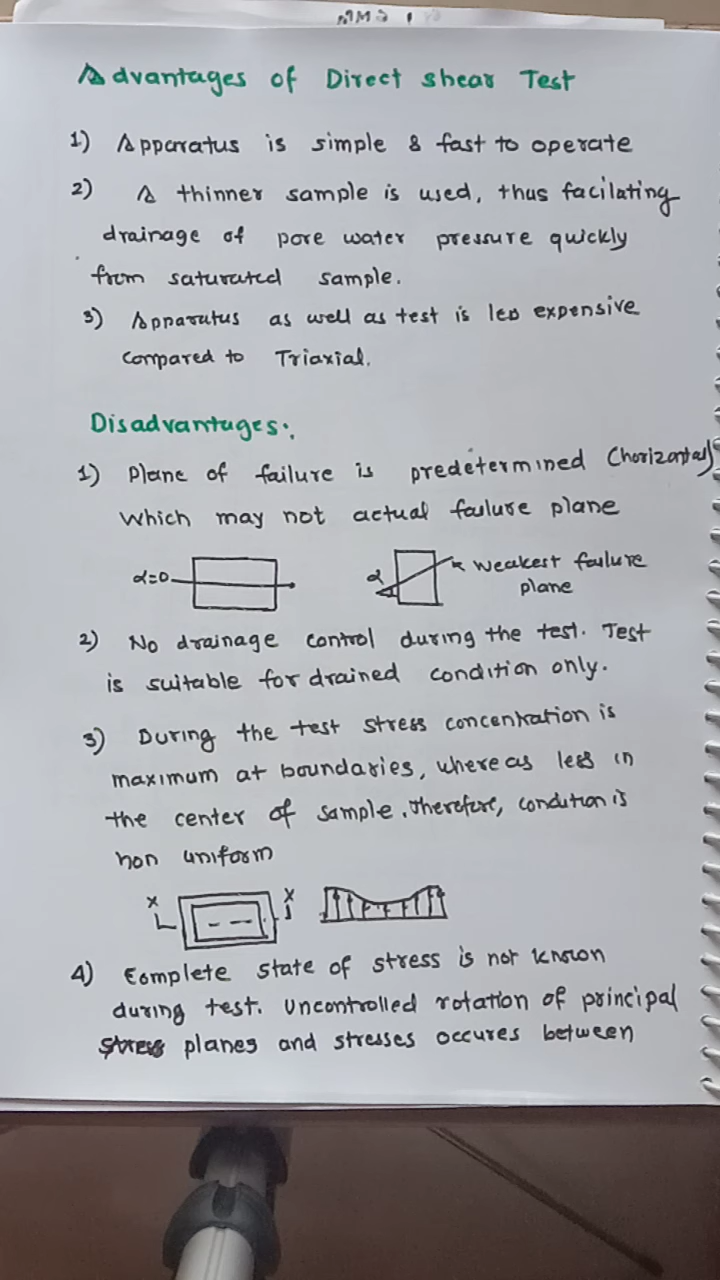 Advantages of Direct shear Test
1) Apparatus is simple & fast to operate
2) A thinner sample is used, thus facilating
drainage of pore water pressure quickly
from saturated sample.
3) Apparatus as well as test is less expensive
compared to Triaxial.
Disadvantages:
1) Plane of failure is predetermined (horizontal)
which may not actual failure plane
α=0
α
weakest failure
plane
2) No drainage control during the test. Test
is suitable for drained condition only.
3) During the test stress concentration is
maximum at boundaries, where as less in
the center of sample. Therefore, condition is
non uniform
x x
4) Complete state of stress is not known
during test. Uncontrolled rotation of principal
planes and stresses occures between